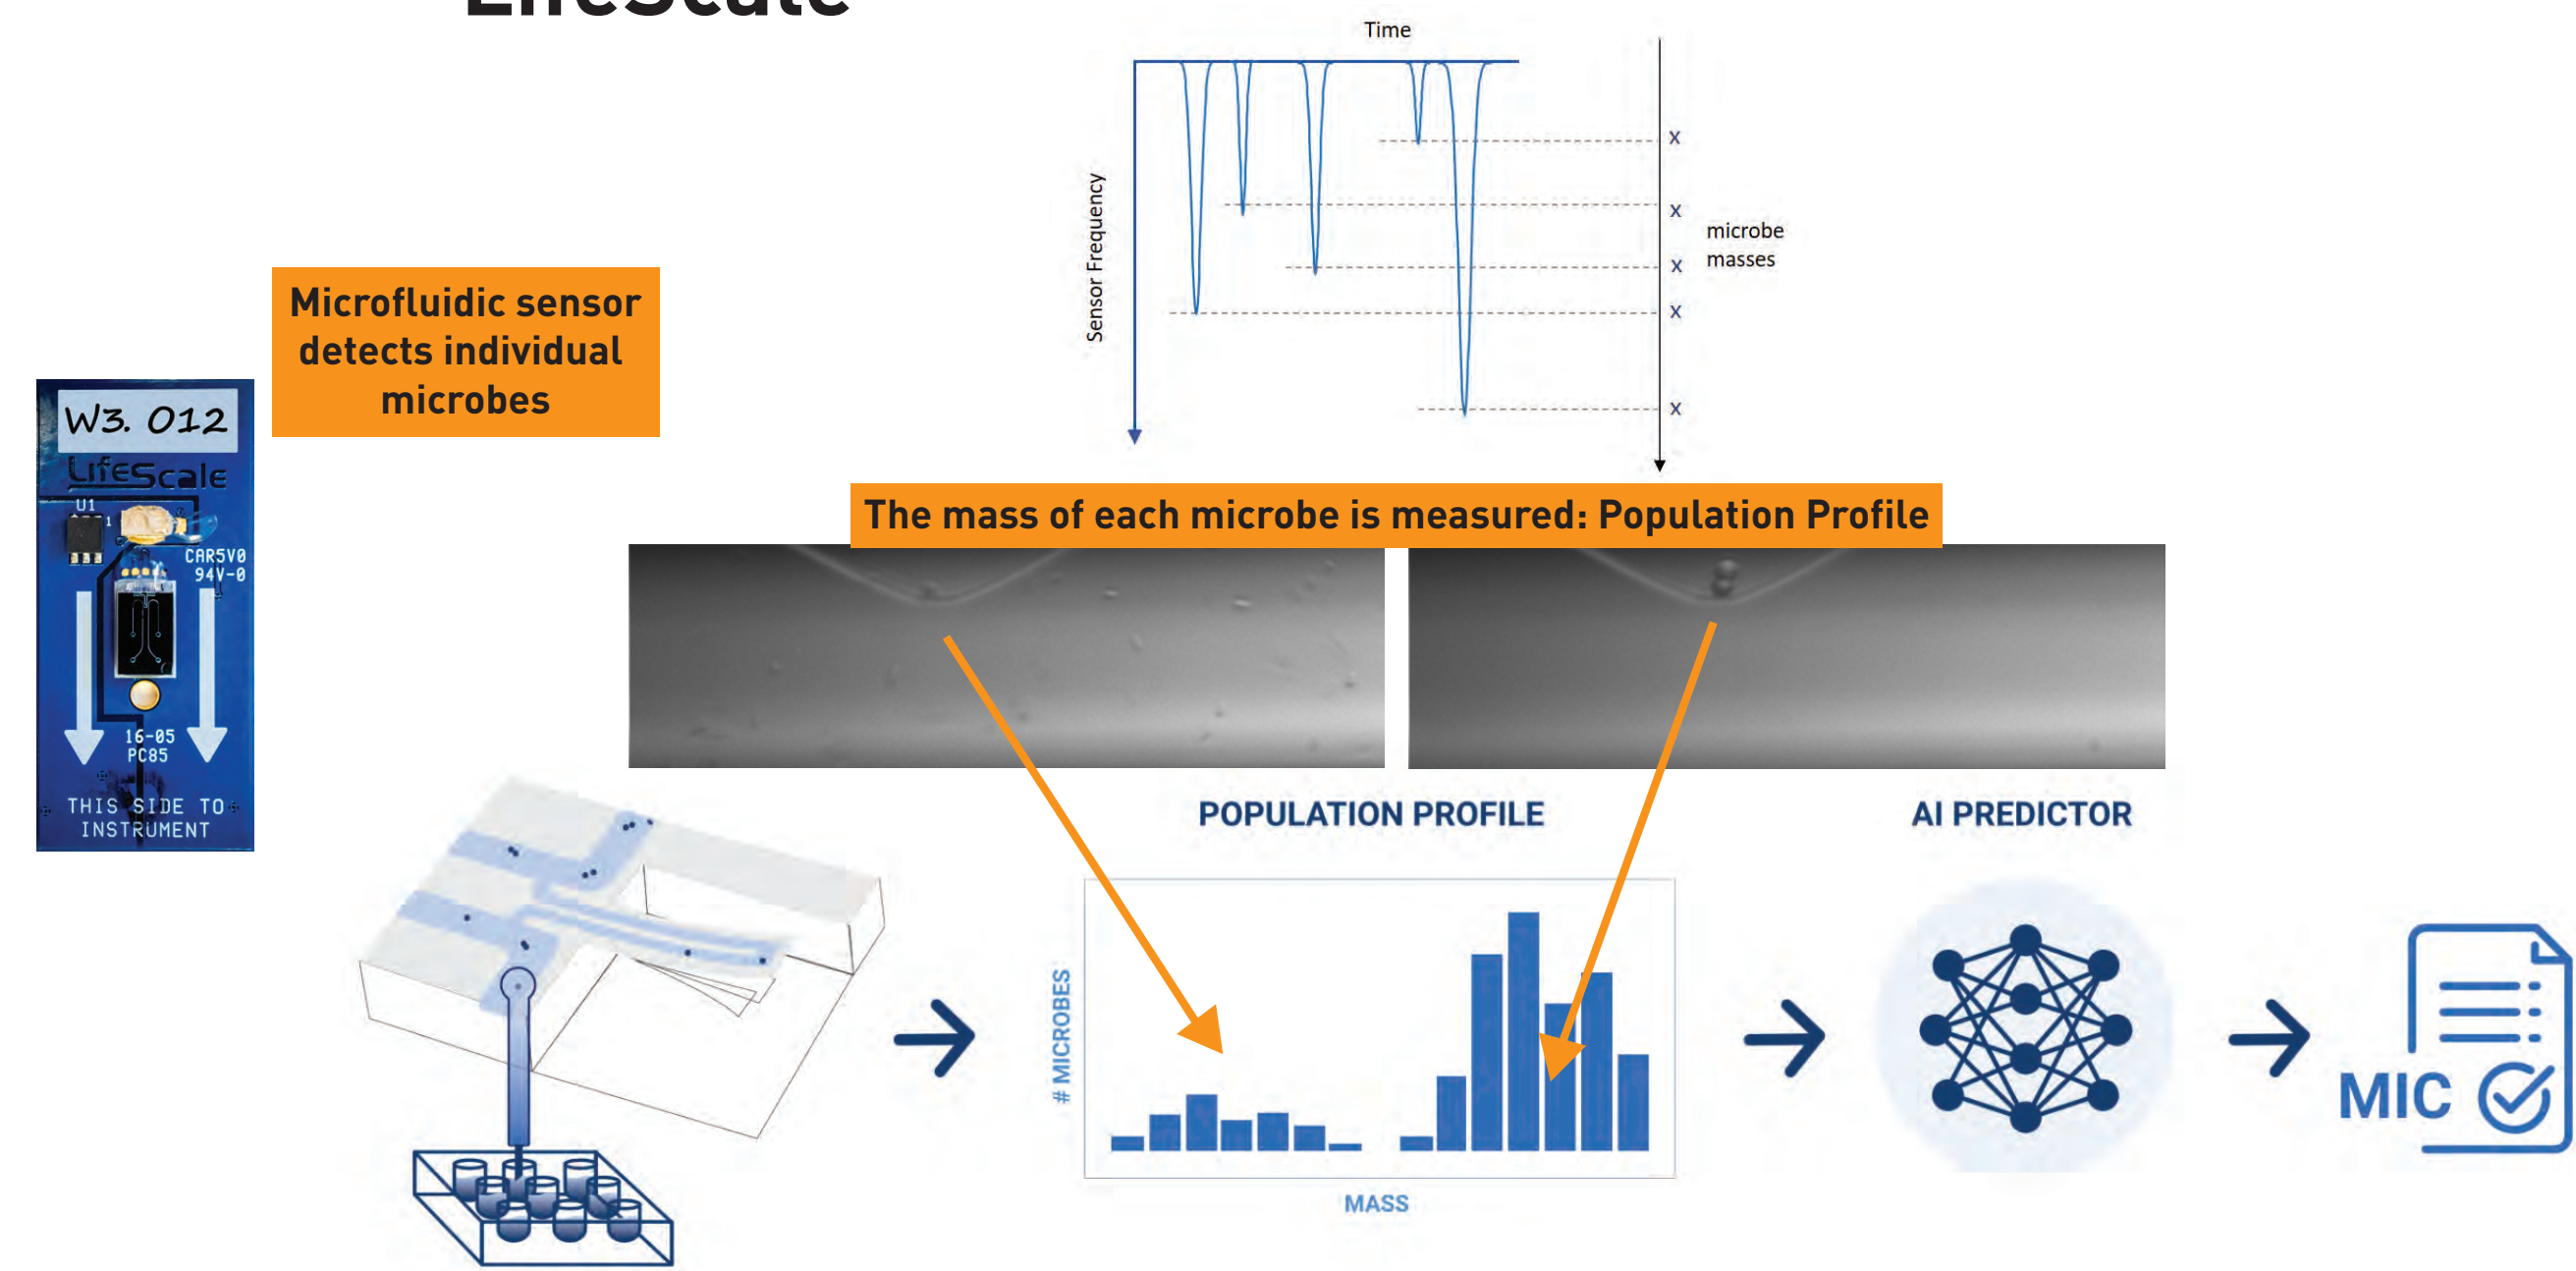 LifeScale
Time
Sensor Frequency
x
x
x
x
x
microbe
masses
Microfluidic sensor
detects individual
microbes
W3. 012
LifeScale
U1
1
CAR5V0
94V-0
16-05
PC85
THIS SIDE TO
INSTRUMENT
The mass of each microbe is measured: Population Profile
POPULATION PROFILE
# MICROBES
MASS
AI PREDICTOR
MIC